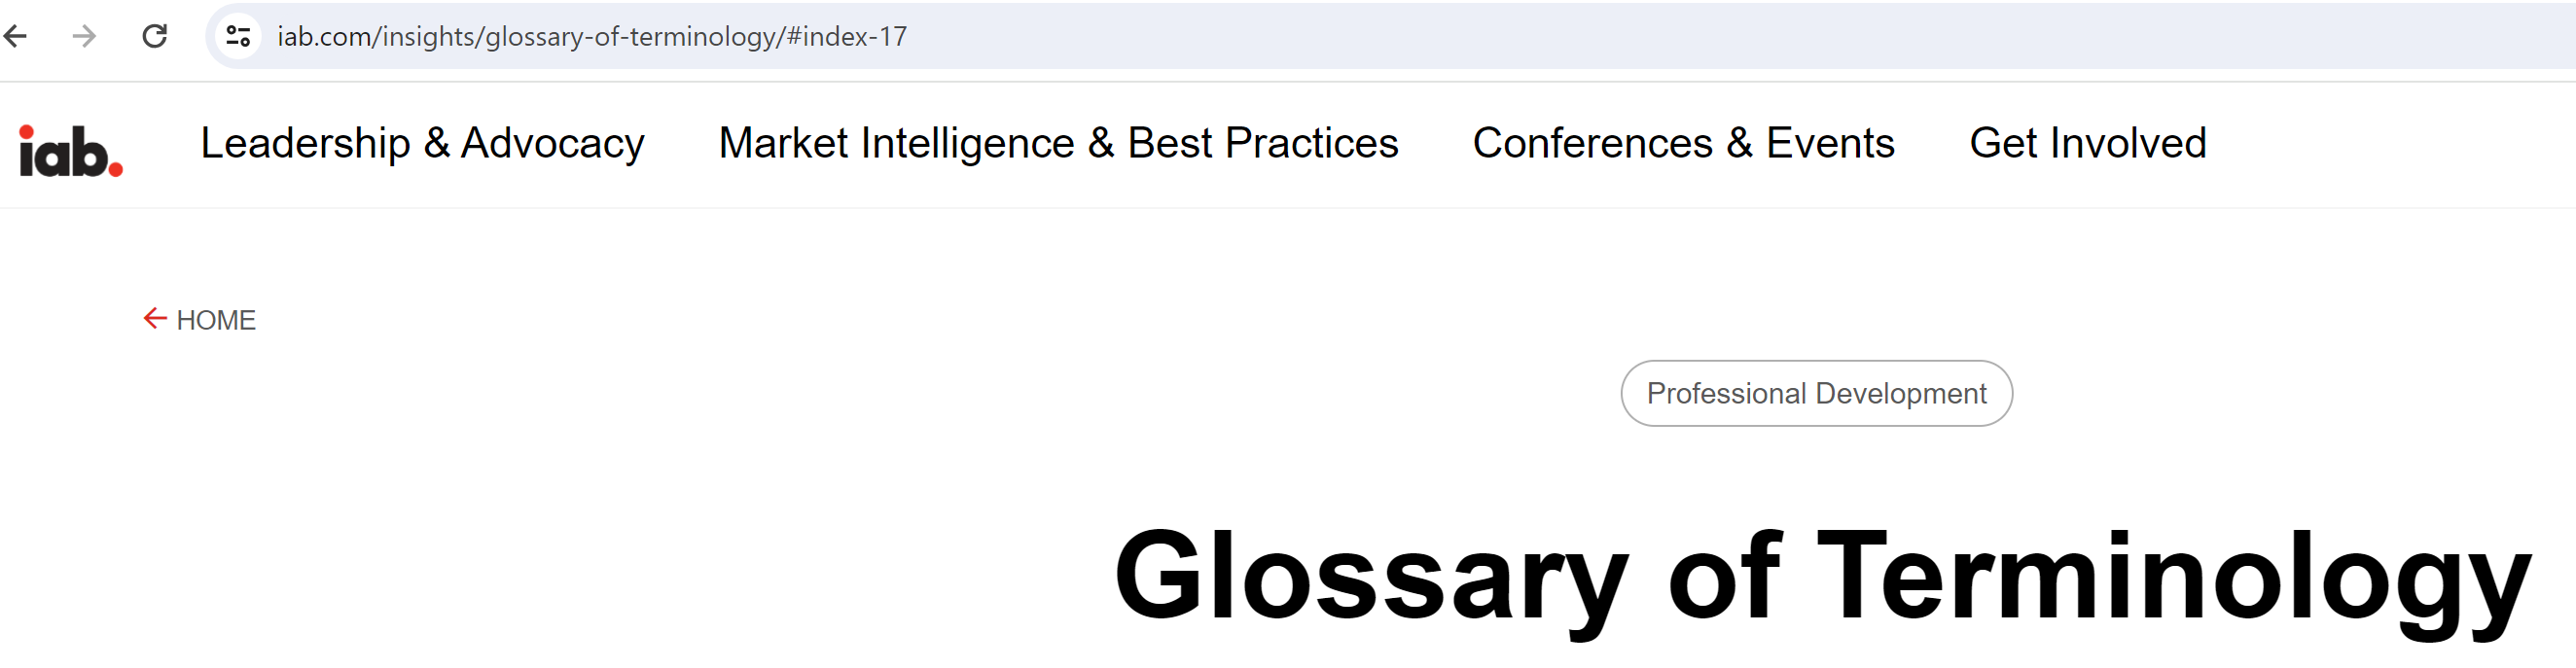 iab.com/insights/glossary-of-terminology/#index-17
iab. Leadership & Advocacy Market Intelligence & Best Practices Conferences & Events Get Involved
HOME
Professional Development
Glossary of Terminology